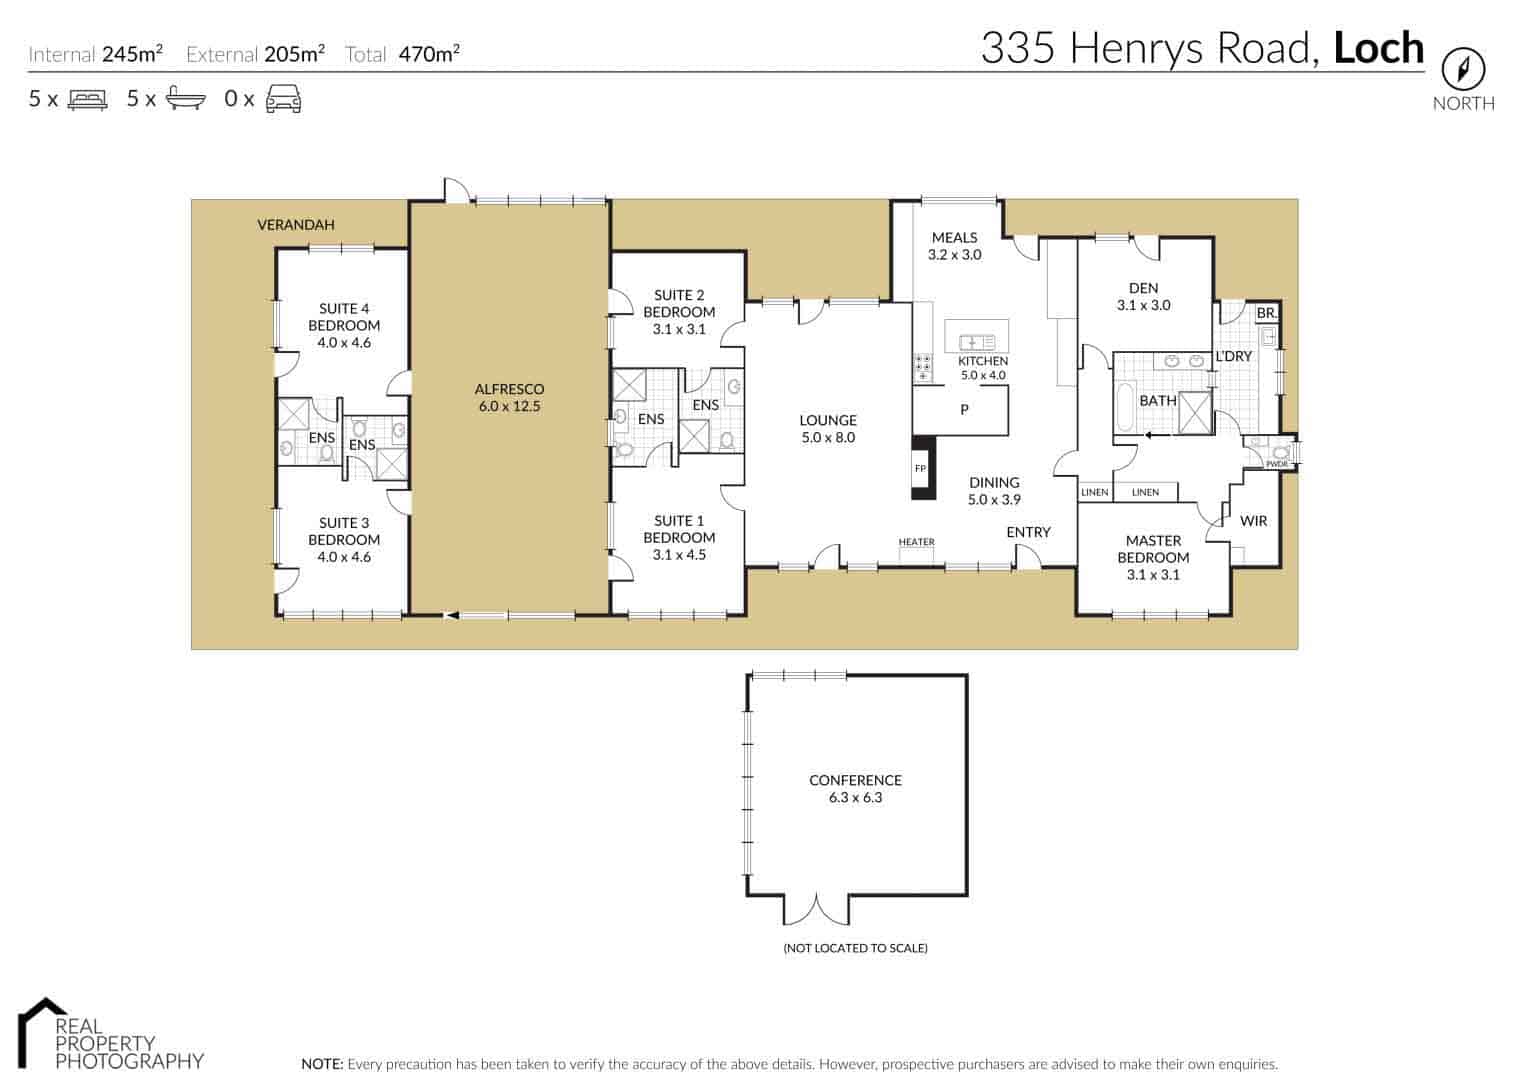 Internal 245m² External 205m² Total 470m²
335 Henrys Road, Loch
5 x 5 x 0 x
NORTH
VERANDAH
SUITE 4
BEDROOM
4.0 x 4.6
ENS
ENS
SUITE 3
BEDROOM
4.0 x 4.6
ALFRESCO
6.0 x 12.5
SUITE 2
BEDROOM
3.1 x 3.1
ENS
ENS
SUITE 1
BEDROOM
3.1 x 4.5
LOUNGE
5.0 x 8.0
MEALS
3.2 x 3.0
KITCHEN
5.0 x 4.0
P
FP
DINING
5.0 x 3.9
HEATER
ENTRY
DEN
3.1 x 3.0
BR.
L'DRY
BATH
PWDR
LINEN
LINEN
WIR
MASTER
BEDROOM
3.1 x 3.1
CONFERENCE
6.3 x 6.3
(NOT LOCATED TO SCALE)
REAL
PROPERTY
PHOTOGRAPHY
NOTE: Every precaution has been taken to verify the accuracy of the above details. However, prospective purchasers are advised to make their own enquiries.